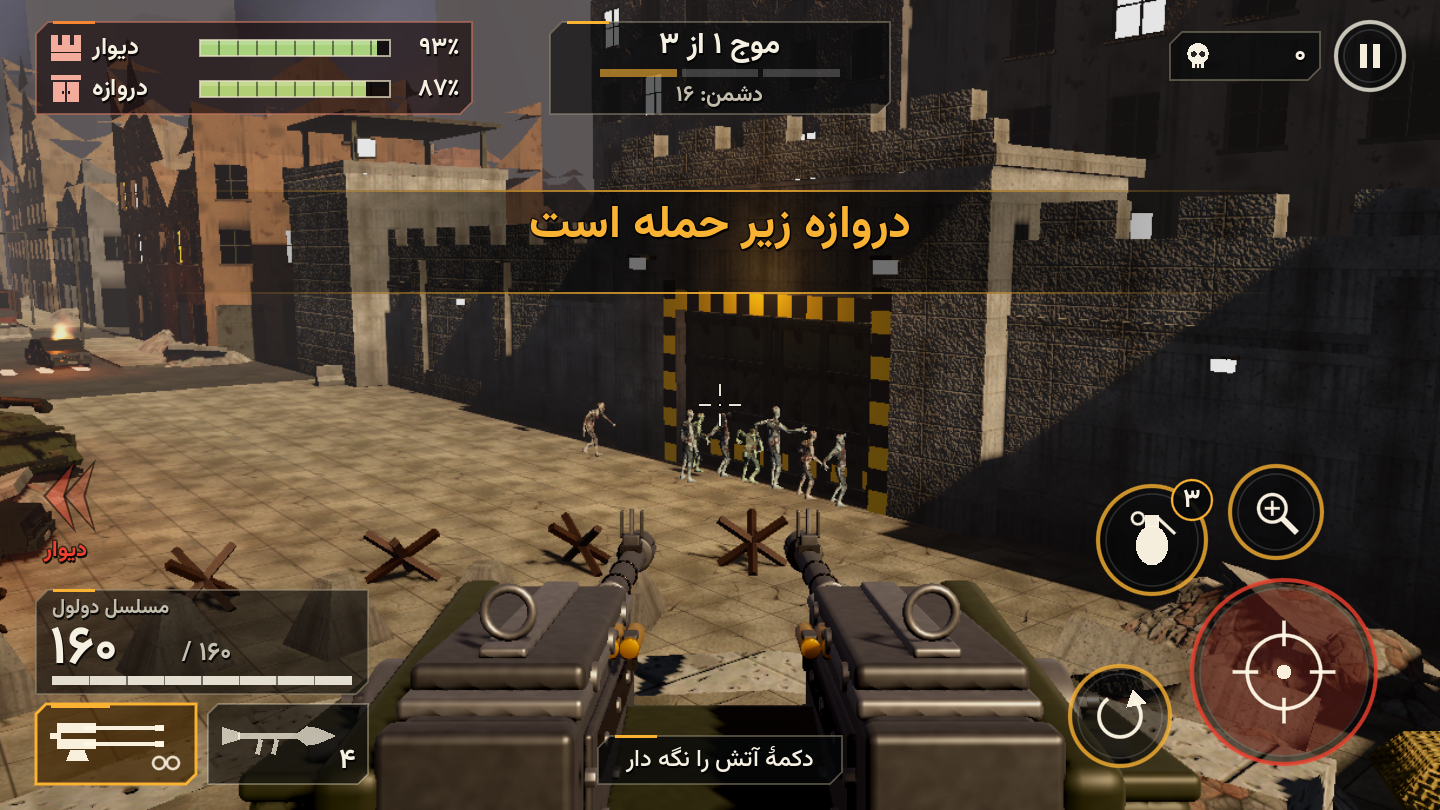 دیوار ۹۳٪
دروازه ۸۷٪
موج ۱ از ۳
دشمن: ۱۶
۰
دروازه زیر حمله است
دیوار
۳
مسلسل دولول
۱۶۰ / ۱۶۰
∞
۴
دکمهٔ آتش را نگه دار